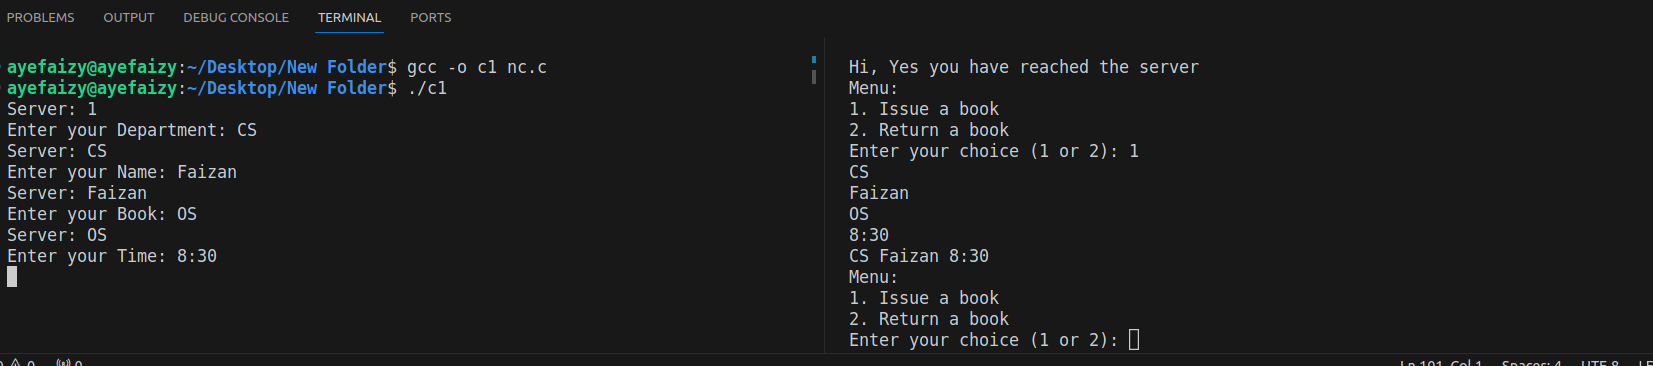 PROBLEMS OUTPUT DEBUG CONSOLE TERMINAL PORTS
ayefaizy@ayefaizy:~/Desktop/New Folder$ gcc -o c1 nc.c
ayefaizy@ayefaizy:~/Desktop/New Folder$ ./c1
Server: 1
Enter your Department: CS
Server: CS
Enter your Name: Faizan
Server: Faizan
Enter your Book: OS
Server: OS
Enter your Time: 8:30
Hi, Yes you have reached the server
Menu:
1. Issue a book
2. Return a book
Enter your choice (1 or 2): 1
CS
Faizan
OS
8:30
CS Faizan 8:30
Menu:
1. Issue a book
2. Return a book
Enter your choice (1 or 2):
0 0 Ln 101, Col 1 Spaces: 4 UTF-8 LF